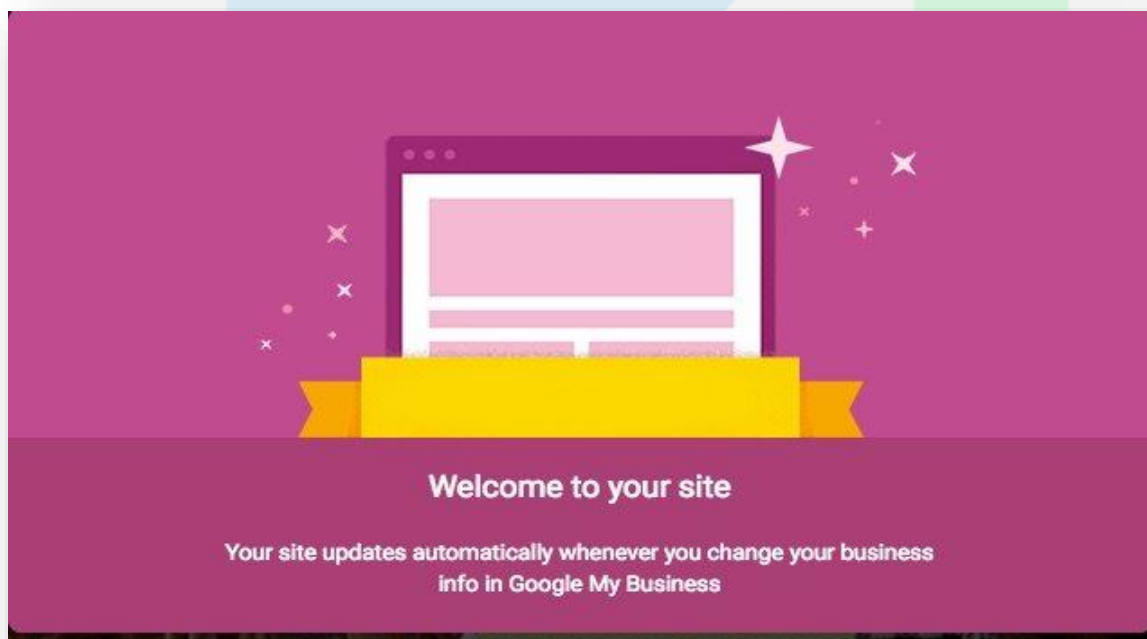 Welcome to your site
Your site updates automatically whenever you change your business
info in Google My Business